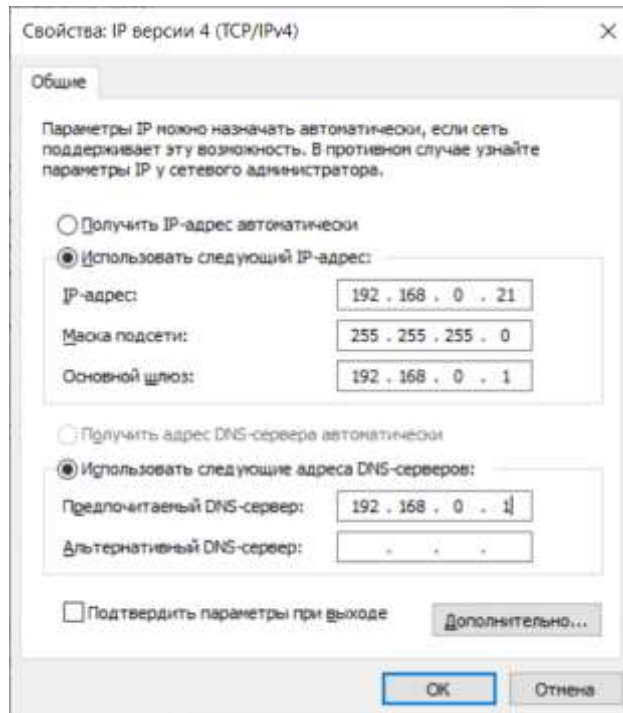 Свойства: IP версии 4 (TCP/IPv4)
Общие
Параметры IP можно назначать автоматически, если сеть
поддерживает эту возможность. В противном случае узнайте
параметры IP у сетевого администратора.
Получить IP-адрес автоматически
Использовать следующий IP-адрес:
IP-адрес: 192 . 168 . 0 . 21
Маска подсети: 255 . 255 . 255 . 0
Основной шлюз: 192 . 168 . 0 . 1
Получить адрес DNS-сервера автоматически
Использовать следующие адреса DNS-серверов:
Предпочитаемый DNS-сервер: 192 . 168 . 0 . 1
Альтернативный DNS-сервер: . . .
Подтвердить параметры при выходе
Дополнительно...
OK Отмена